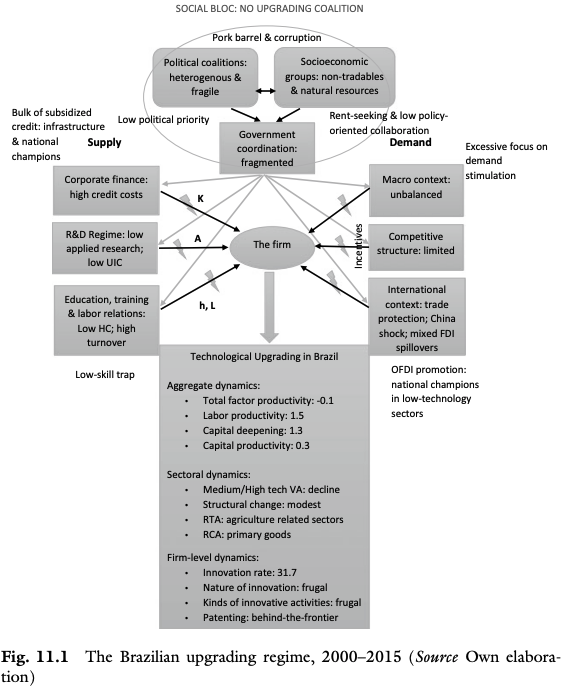 SOCIAL BLOC: NO UPGRADING COALITION
Pork barrel & corruption
Political coalitions:
heterogenous &
fragile
Socioeconomic
groups: non-tradables
& natural resources
Bulk of subsidized
credit: infrastructure
& national
champions
Supply
Low political priority
Government
coordination:
fragmented
Rent-seeking & low policy-
oriented collaboration
Demand
Excessive focus on
demand
stimulation
Corporate finance:
high credit costs
K
Macro context:
unbalanced
R&D Regime: low
applied research;
low UIC
A
The firm
Incentives
Competitive
structure: limited
Education, training
& labor relations:
Low HC; high
turnover
h, L
International
context: trade
protection; China
shock; mixed FDI
spillovers
Low-skill trap
OFDI promotion:
national champions
in low-technology
sectors
Technological Upgrading in Brazil
Aggregate dynamics:
• Total factor productivity: -0.1
• Labor productivity: 1.5
• Capital deepening: 1.3
• Capital productivity: 0.3
Sectoral dynamics:
• Medium/High tech VA: decline
• Structural change: modest
• RTA: agriculture related sectors
• RCA: primary goods
Firm-level dynamics:
• Innovation rate: 31.7
• Nature of innovation: frugal
• Kinds of innovative activities: frugal
• Patenting: behind-the-frontier
Fig. 11.1 The Brazilian upgrading regime, 2000–2015 (Source Own elabora-
tion)